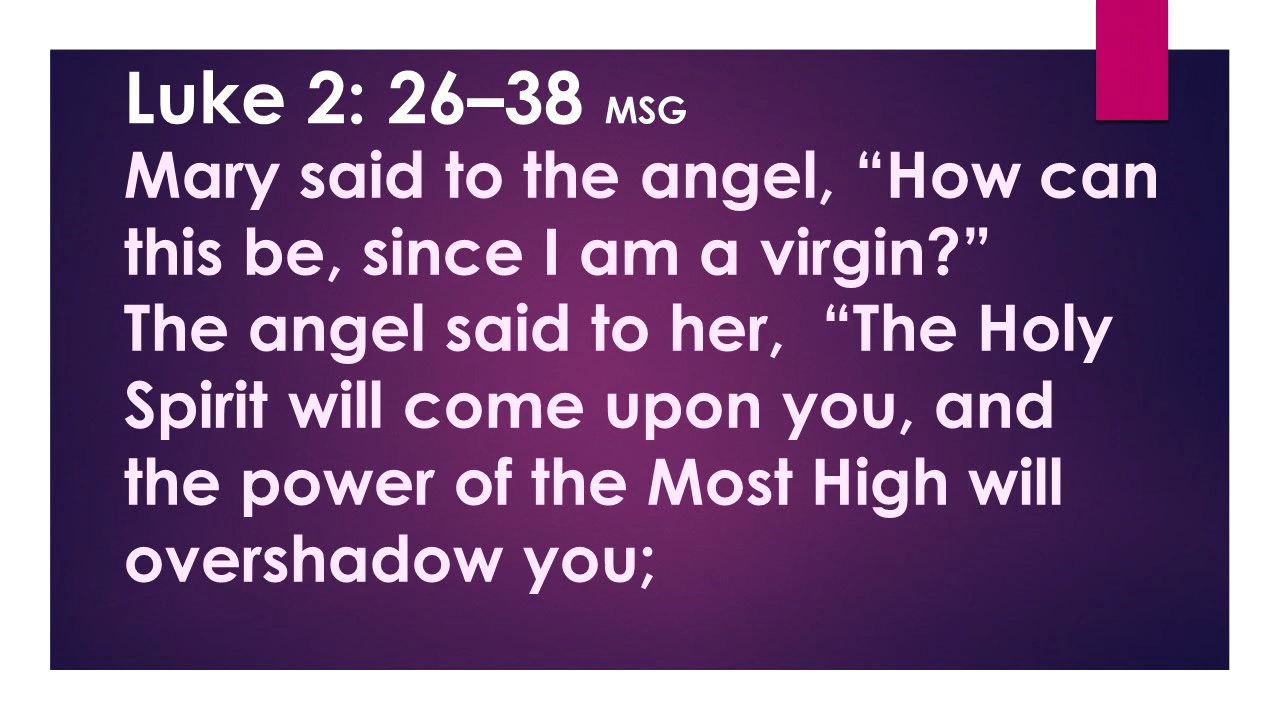 Luke 2: 26–38 MSG
Mary said to the angel, “How can
this be, since I am a virgin?”
The angel said to her,  “The Holy
Spirit will come upon you, and
the power of the Most High will
overshadow you;